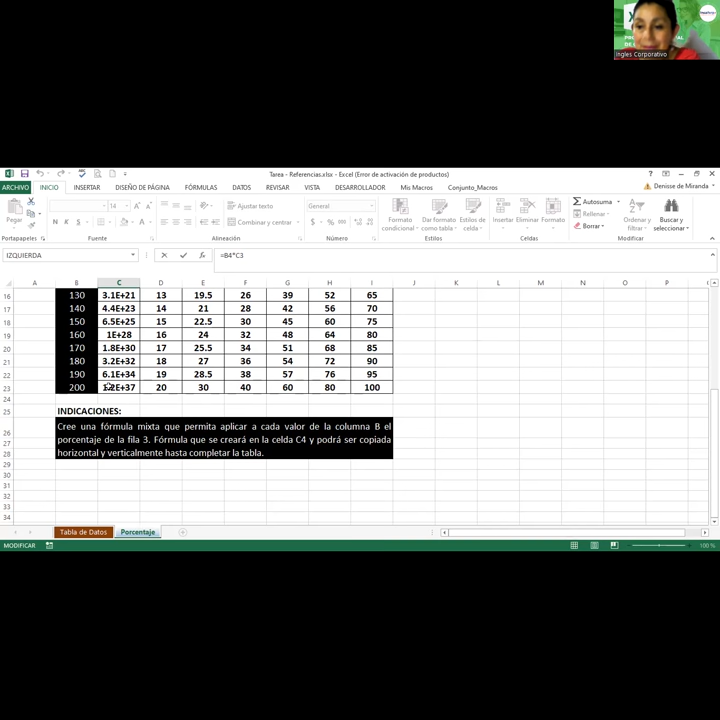 Ingles Corporativo
Tarea - Referencias.xlsx - Excel (Error de activación de productos)
ARCHIVO INICIO INSERTAR DISEÑO DE PÁGINA FÓRMULAS DATOS REVISAR VISTA DESARROLLADOR Mis Macros Conjunto_Macros Denisse de Miranda
14 Ajustar texto General Autosuma
Pegar N K S Combinar y centrar $ % 000 Formato condicional Dar formato como tabla Estilos de celda Insertar Eliminar Formato Rellenar Borrar Ordenar y filtrar Buscar y seleccionar
Portapapeles Fuente Alineación Número Estilos Celdas Modificar
IZQUIERDA fx =B4*C3
A B C D E F G H I J K L M N O P
16 130 3.1E+21 13 19.5 26 39 52 65
17 140 4.4E+23 14 21 28 42 56 70
18 150 6.5E+25 15 22.5 30 45 60 75
19 160 1E+28 16 24 32 48 64 80
20 170 1.8E+30 17 25.5 34 51 68 85
21 180 3.2E+32 18 27 36 54 72 90
22 190 6.1E+34 19 28.5 38 57 76 95
23 200 1.2E+37 20 30 40 60 80 100
24
25 INDICACIONES:
26 Cree una fórmula mixta que permita aplicar a cada valor de la columna B el
27 porcentaje de la fila 3. Fórmula que se creará en la celda C4 y podrá ser copiada
28 horizontal y verticalmente hasta completar la tabla.
29
30
31
32
33
34
Tabla de Datos Porcentaje
MODIFICAR 100 %